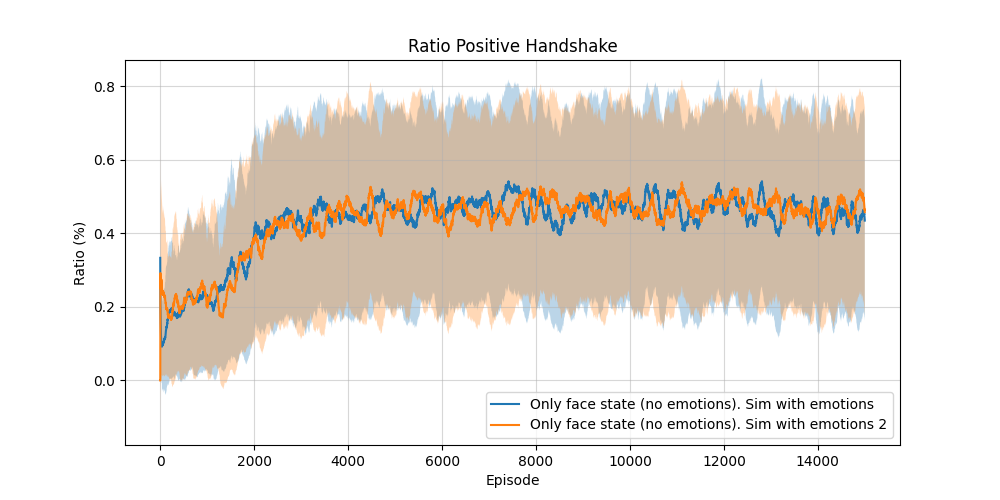 Ratio Positive Handshake
Ratio (%)
0.8
0.6
0.4
0.2
0.0
Only face state (no emotions). Sim with emotions
Only face state (no emotions). Sim with emotions 2
0 2000 4000 6000 8000 10000 12000 14000
Episode